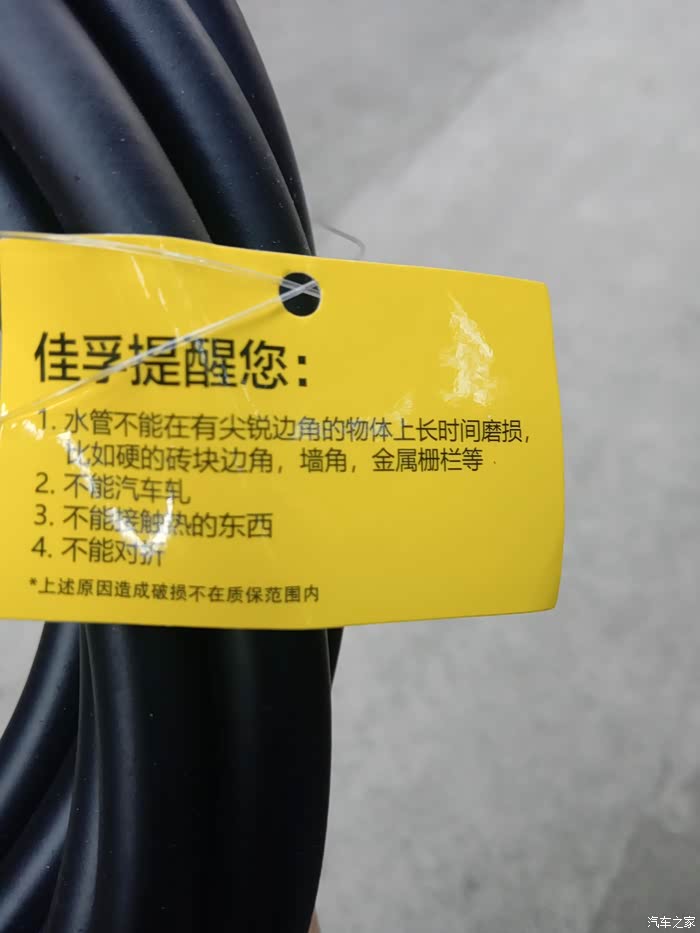 佳孚提醒您：
1. 水管不能在有尖锐边角的物体上长时间磨损，
比如硬的砖块边角，墙角，金属栅栏等
2. 不能汽车轧
3. 不能接触热的东西
4. 不能对折
*上述原因造成破损不在质保范围内
汽车之家